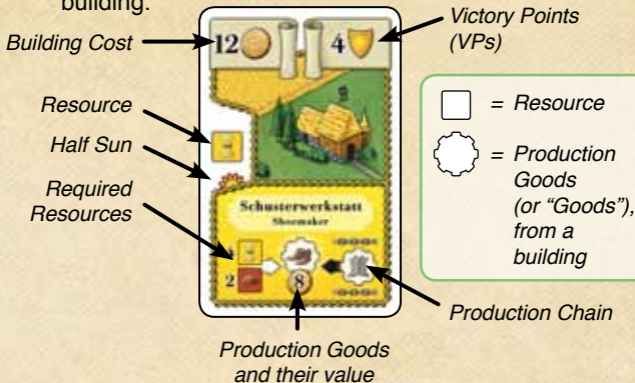 building.
Building Cost
12
4
Victory Points
(VPs)
Resource
Half Sun
Required
Resources
= Resource
= Production
Goods
(or “Goods”),
from a
building
Schusterwerkstatt
Shoemaker
2
8
Production Chain
Production Goods
and their value